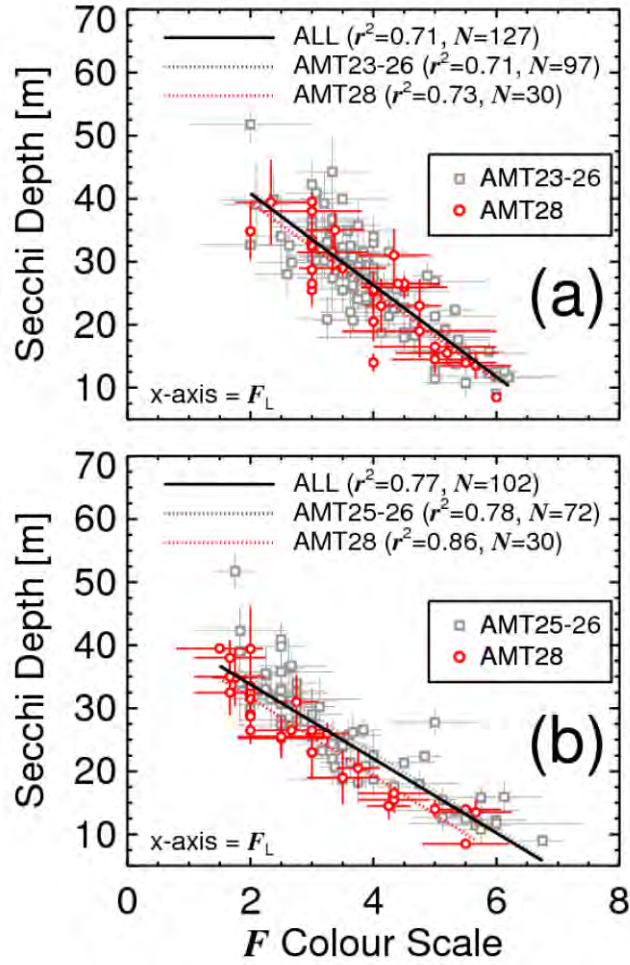 70
60
50
40
30
20
10
Secchi Depth [m]
ALL (r²=0.71, N=127)
AMT23-26 (r²=0.71, N=97)
AMT28 (r²=0.73, N=30)
AMT23-26
AMT28
(a)
x-axis = F_L
70
60
50
40
30
20
10
Secchi Depth [m]
ALL (r²=0.77, N=102)
AMT25-26 (r²=0.78, N=72)
AMT28 (r²=0.86, N=30)
AMT25-26
AMT28
(b)
x-axis = F_L
0 2 4 6 8
F Colour Scale